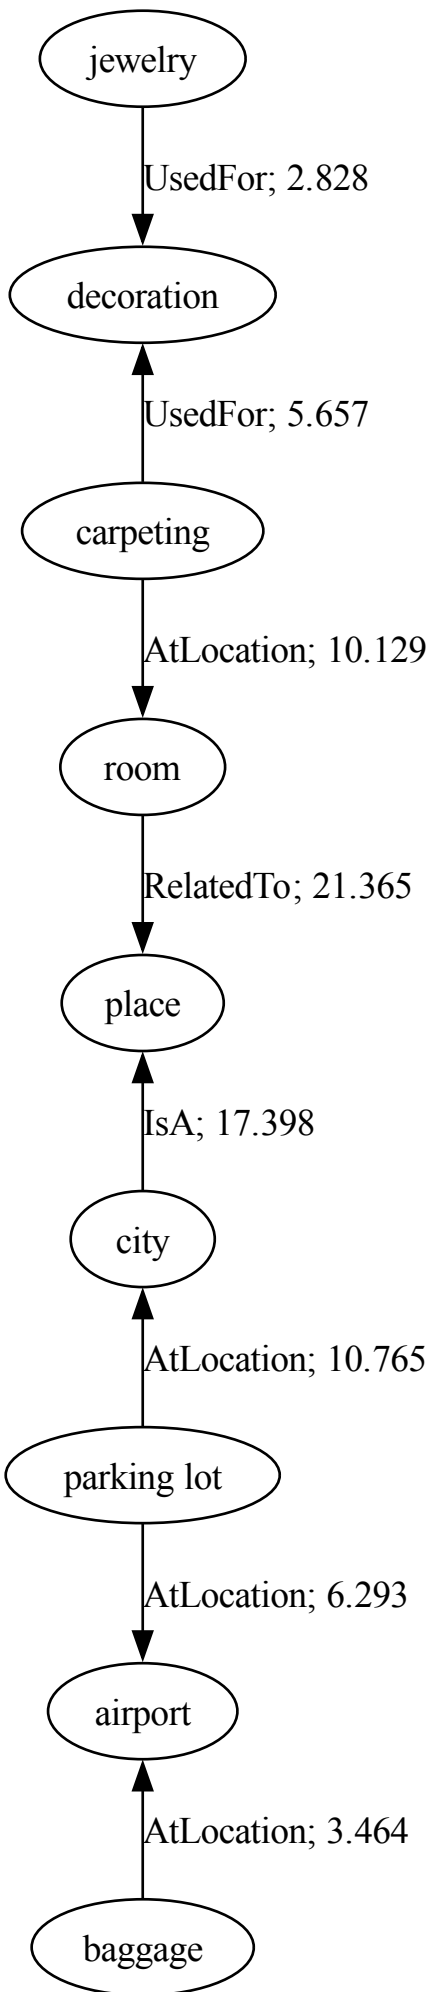 jewelry
UsedFor; 2.828
decoration
UsedFor; 5.657
carpeting
AtLocation; 10.129
room
RelatedTo; 21.365
place
IsA; 17.398
city
AtLocation; 10.765
parking lot
AtLocation; 6.293
airport
AtLocation; 3.464
baggage